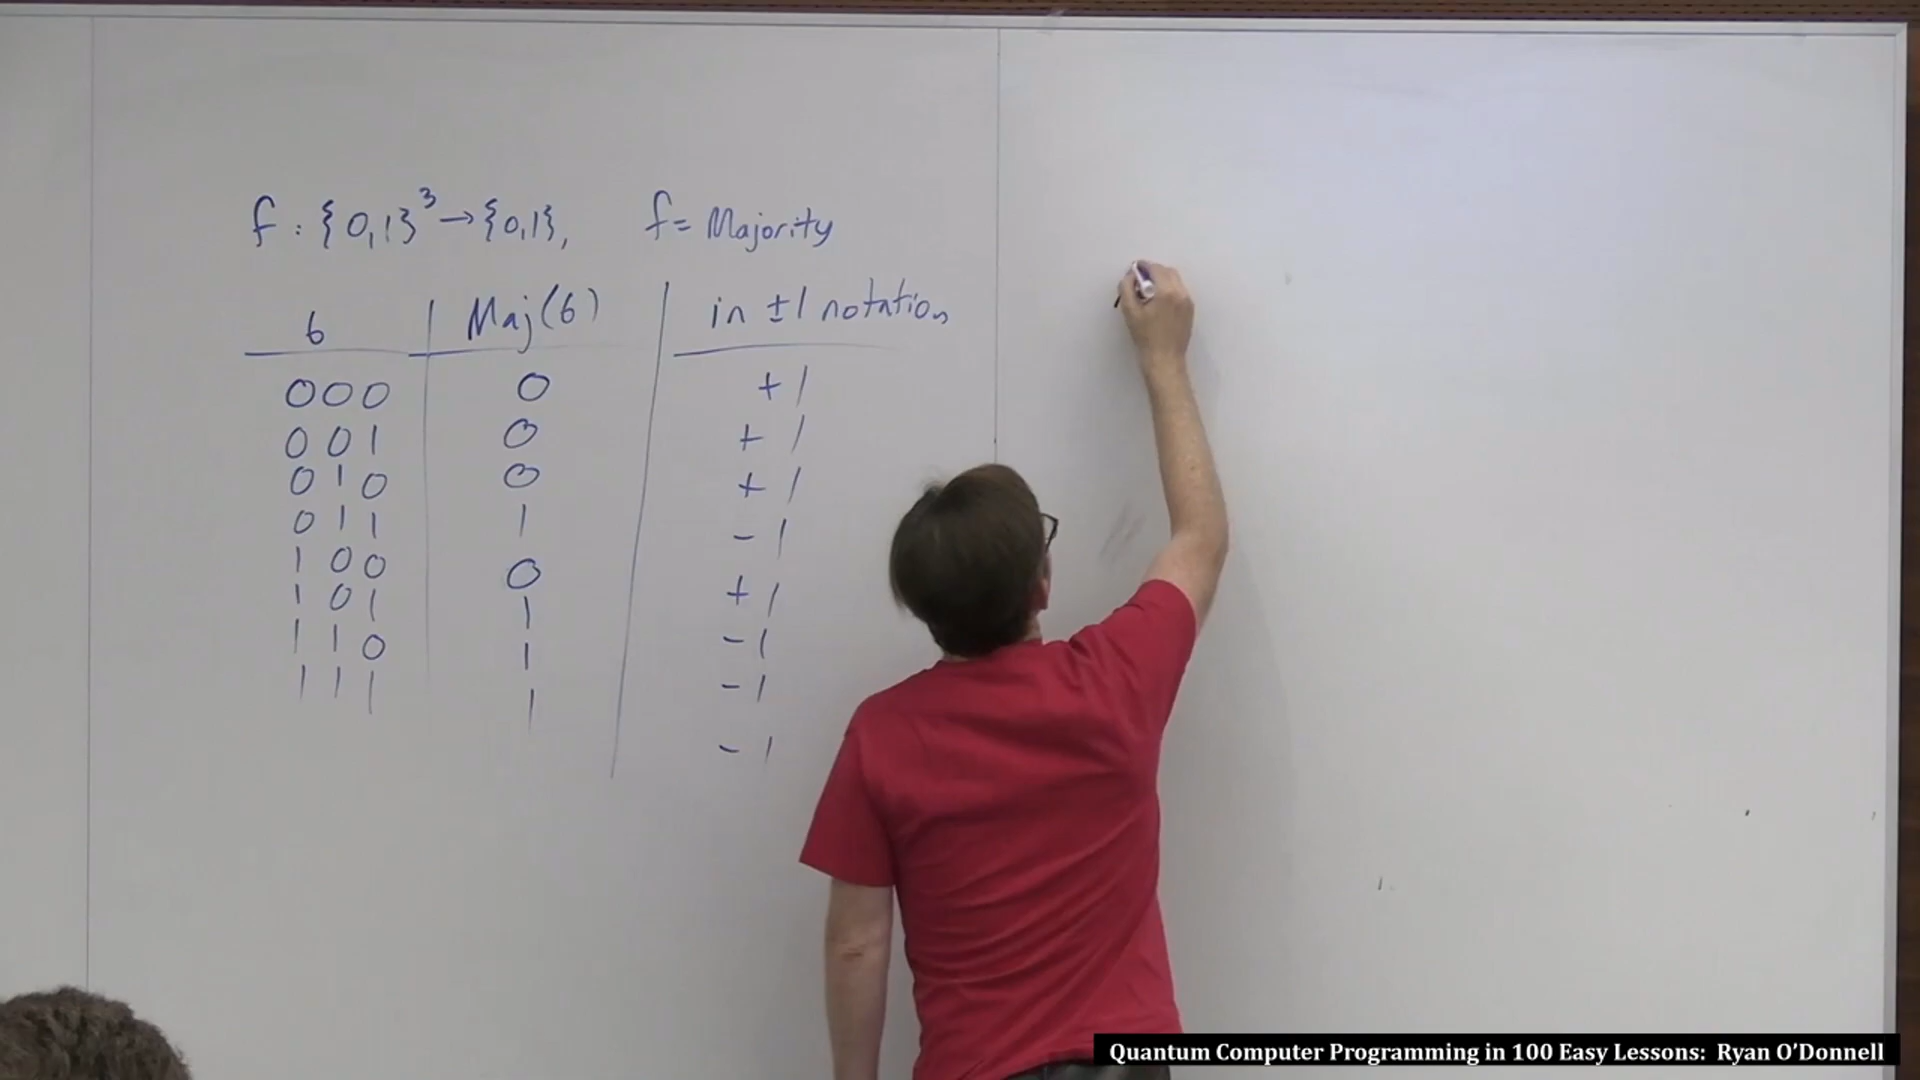 f : {0,1}³ → {0,1}, f = Majority
b Maj(b) in ±1 notation
000 0 +1
001 0 +1
010 0 +1
011 1 -1
100 0 +1
101 1 -1
110 1 -1
111 1 -1
Quantum Computer Programming in 100 Easy Lessons: Ryan O'Donnell